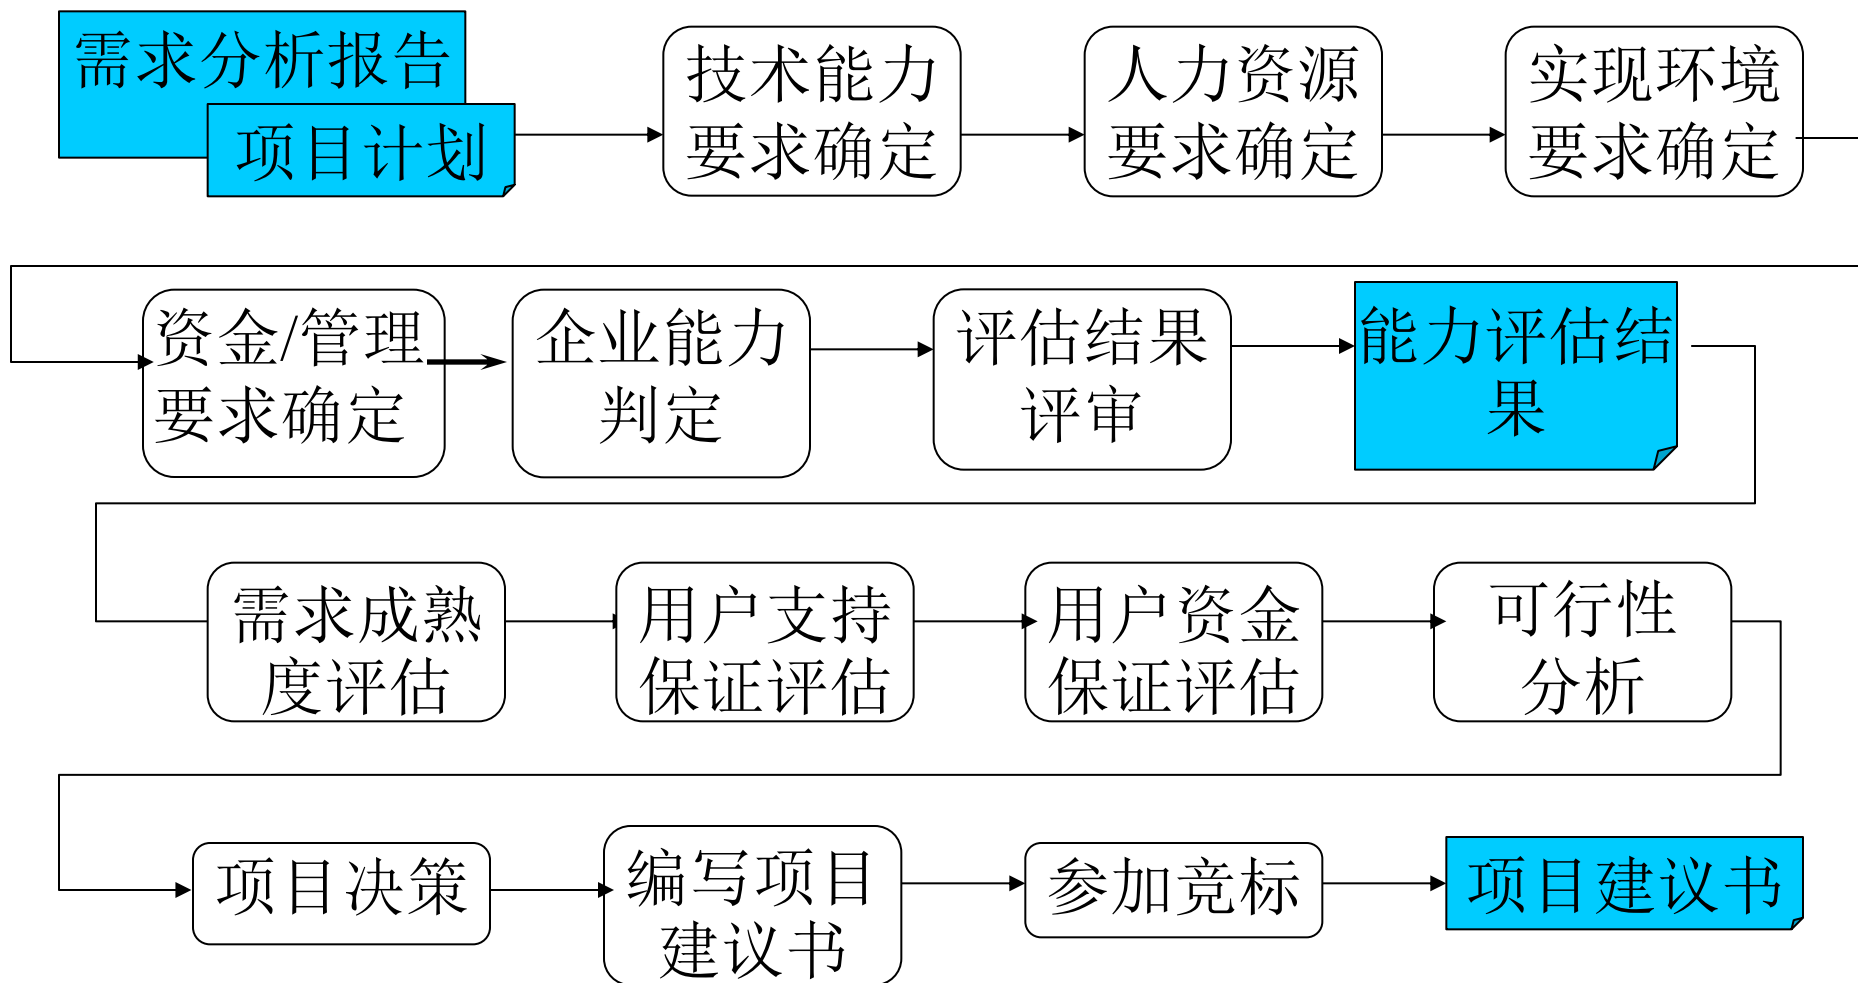 需求分析报告
项目计划
技术能力
要求确定
人力资源
要求确定
实现环境
要求确定
资金/管理
要求确定
企业能力
判定
评估结果
评审
能力评估结
果
需求成熟
度评估
用户支持
保证评估
用户资金
保证评估
可行性
分析
项目决策
编写项目
建议书
参加竞标
项目建议书